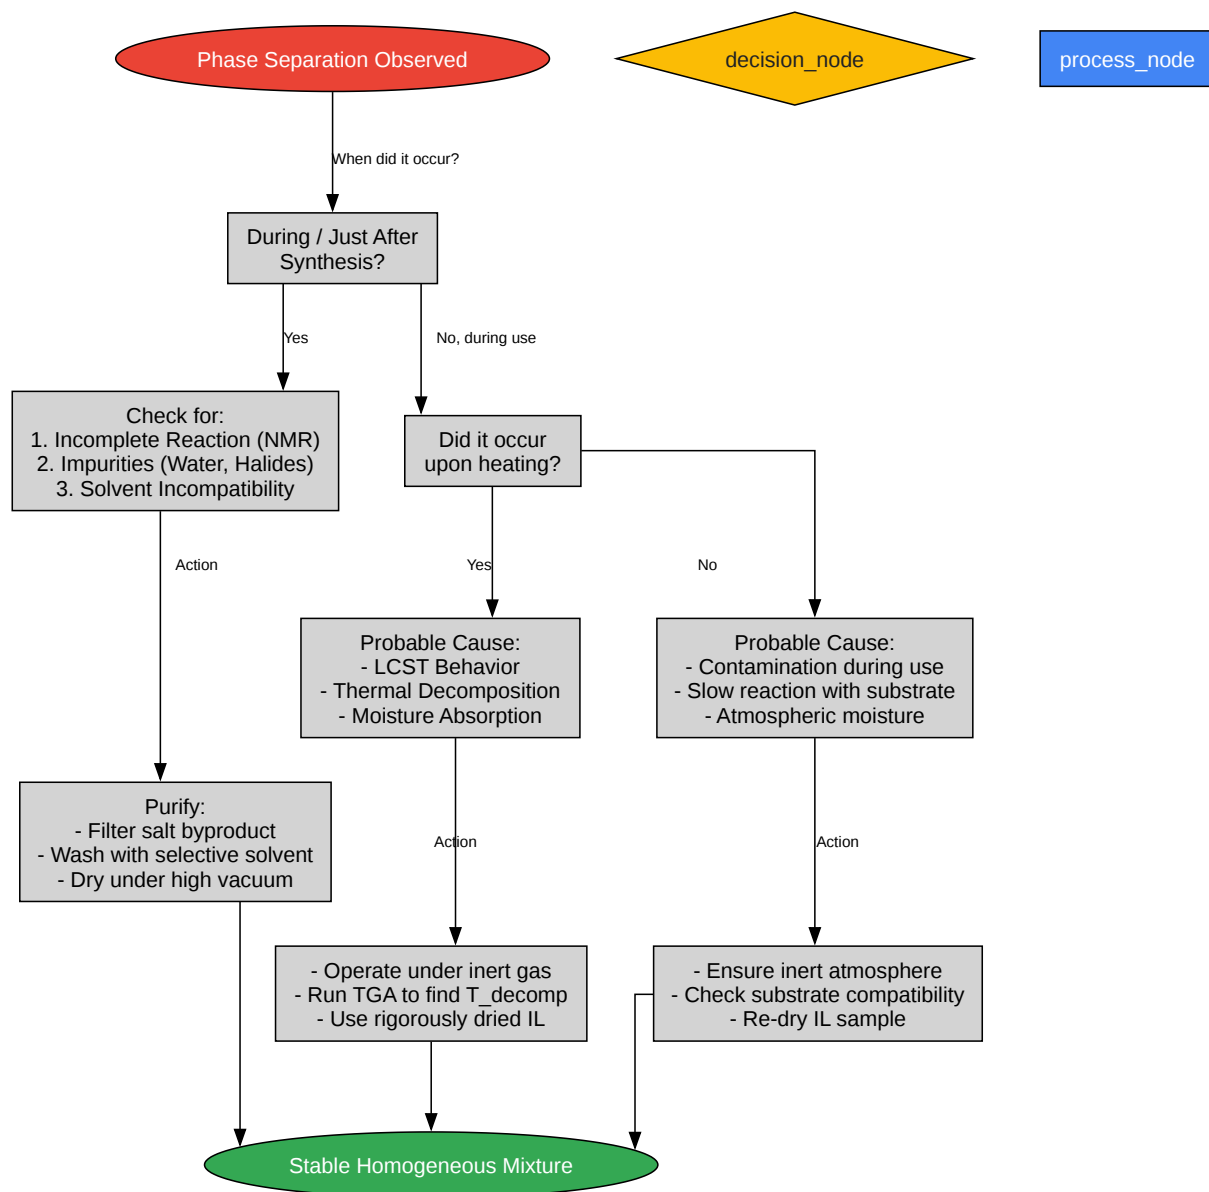 Phase Separation Observed
decision_node
process_node
When did it occur?
During / Just After
Synthesis?
Yes
No, during use
Check for:
1. Incomplete Reaction (NMR)
2. Impurities (Water, Halides)
3. Solvent Incompatibility
Did it occur
upon heating?
Action
Yes
No
Probable Cause:
- LCST Behavior
- Thermal Decomposition
- Moisture Absorption
Probable Cause:
- Contamination during use
- Slow reaction with substrate
- Atmospheric moisture
Purify:
- Filter salt byproduct
- Wash with selective solvent
- Dry under high vacuum
Action
Action
- Operate under inert gas
- Run TGA to find T_decomp
- Use rigorously dried IL
- Ensure inert atmosphere
- Check substrate compatibility
- Re-dry IL sample
Stable Homogeneous Mixture